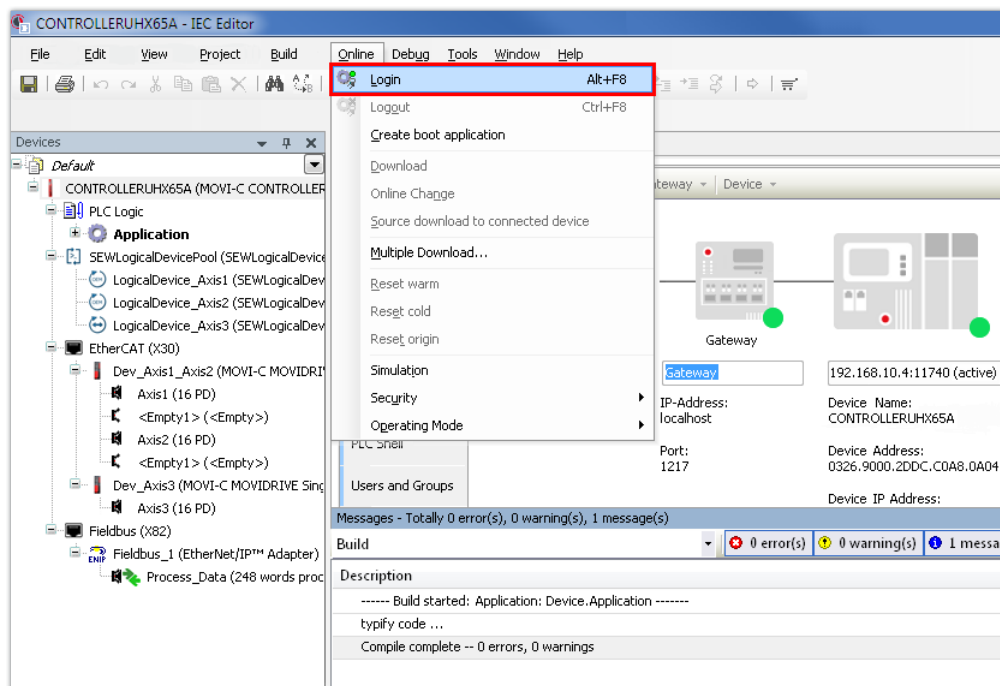 CONTROLLERUHX65A - IEC Editor
File Edit View Project Build Online Debug Tools Window Help
Login Alt+F8
Logout Ctrl+F8
Create boot application
Download
Online Change
Source download to connected device
Multiple Download...
Reset warm
Reset cold
Reset origin
Simulation
Security
Operating Mode
Devices
Default
CONTROLLERUHX65A (MOVI-C CONTROLLER
PLC Logic
Application
SEWLogicalDevicePool (SEWLogicalDevice
LogicalDevice_Axis1 (SEWLogicalDev
LogicalDevice_Axis2 (SEWLogicalDev
LogicalDevice_Axis3 (SEWLogicalDev
EtherCAT (X30)
Dev_Axis1_Axis2 (MOVI-C MOVIDRI
Axis1 (16 PD)
<Empty1> (<Empty>)
Axis2 (16 PD)
<Empty1> (<Empty>)
Dev_Axis3 (MOVI-C MOVIDRIVE Sing
Axis3 (16 PD)
Fieldbus (X82)
Fieldbus_1 (EtherNet/IP™ Adapter)
ENIP
Process_Data (248 words proc
teway Device
Gateway
Gateway
IP-Address:
localhost
Port:
1217
192.168.10.4:11740 (active)
Device Name:
CONTROLLERUHX65A
Device Address:
0326.9000.2DDC.C0A8.0A04
Device IP Address:
PLC Shell
Users and Groups
Messages - Totally 0 error(s), 0 warning(s), 1 message(s)
Build 0 error(s) 0 warning(s) 1 messa
Description
------ Build started: Application: Device.Application -------
typify code ...
Compile complete -- 0 errors, 0 warnings